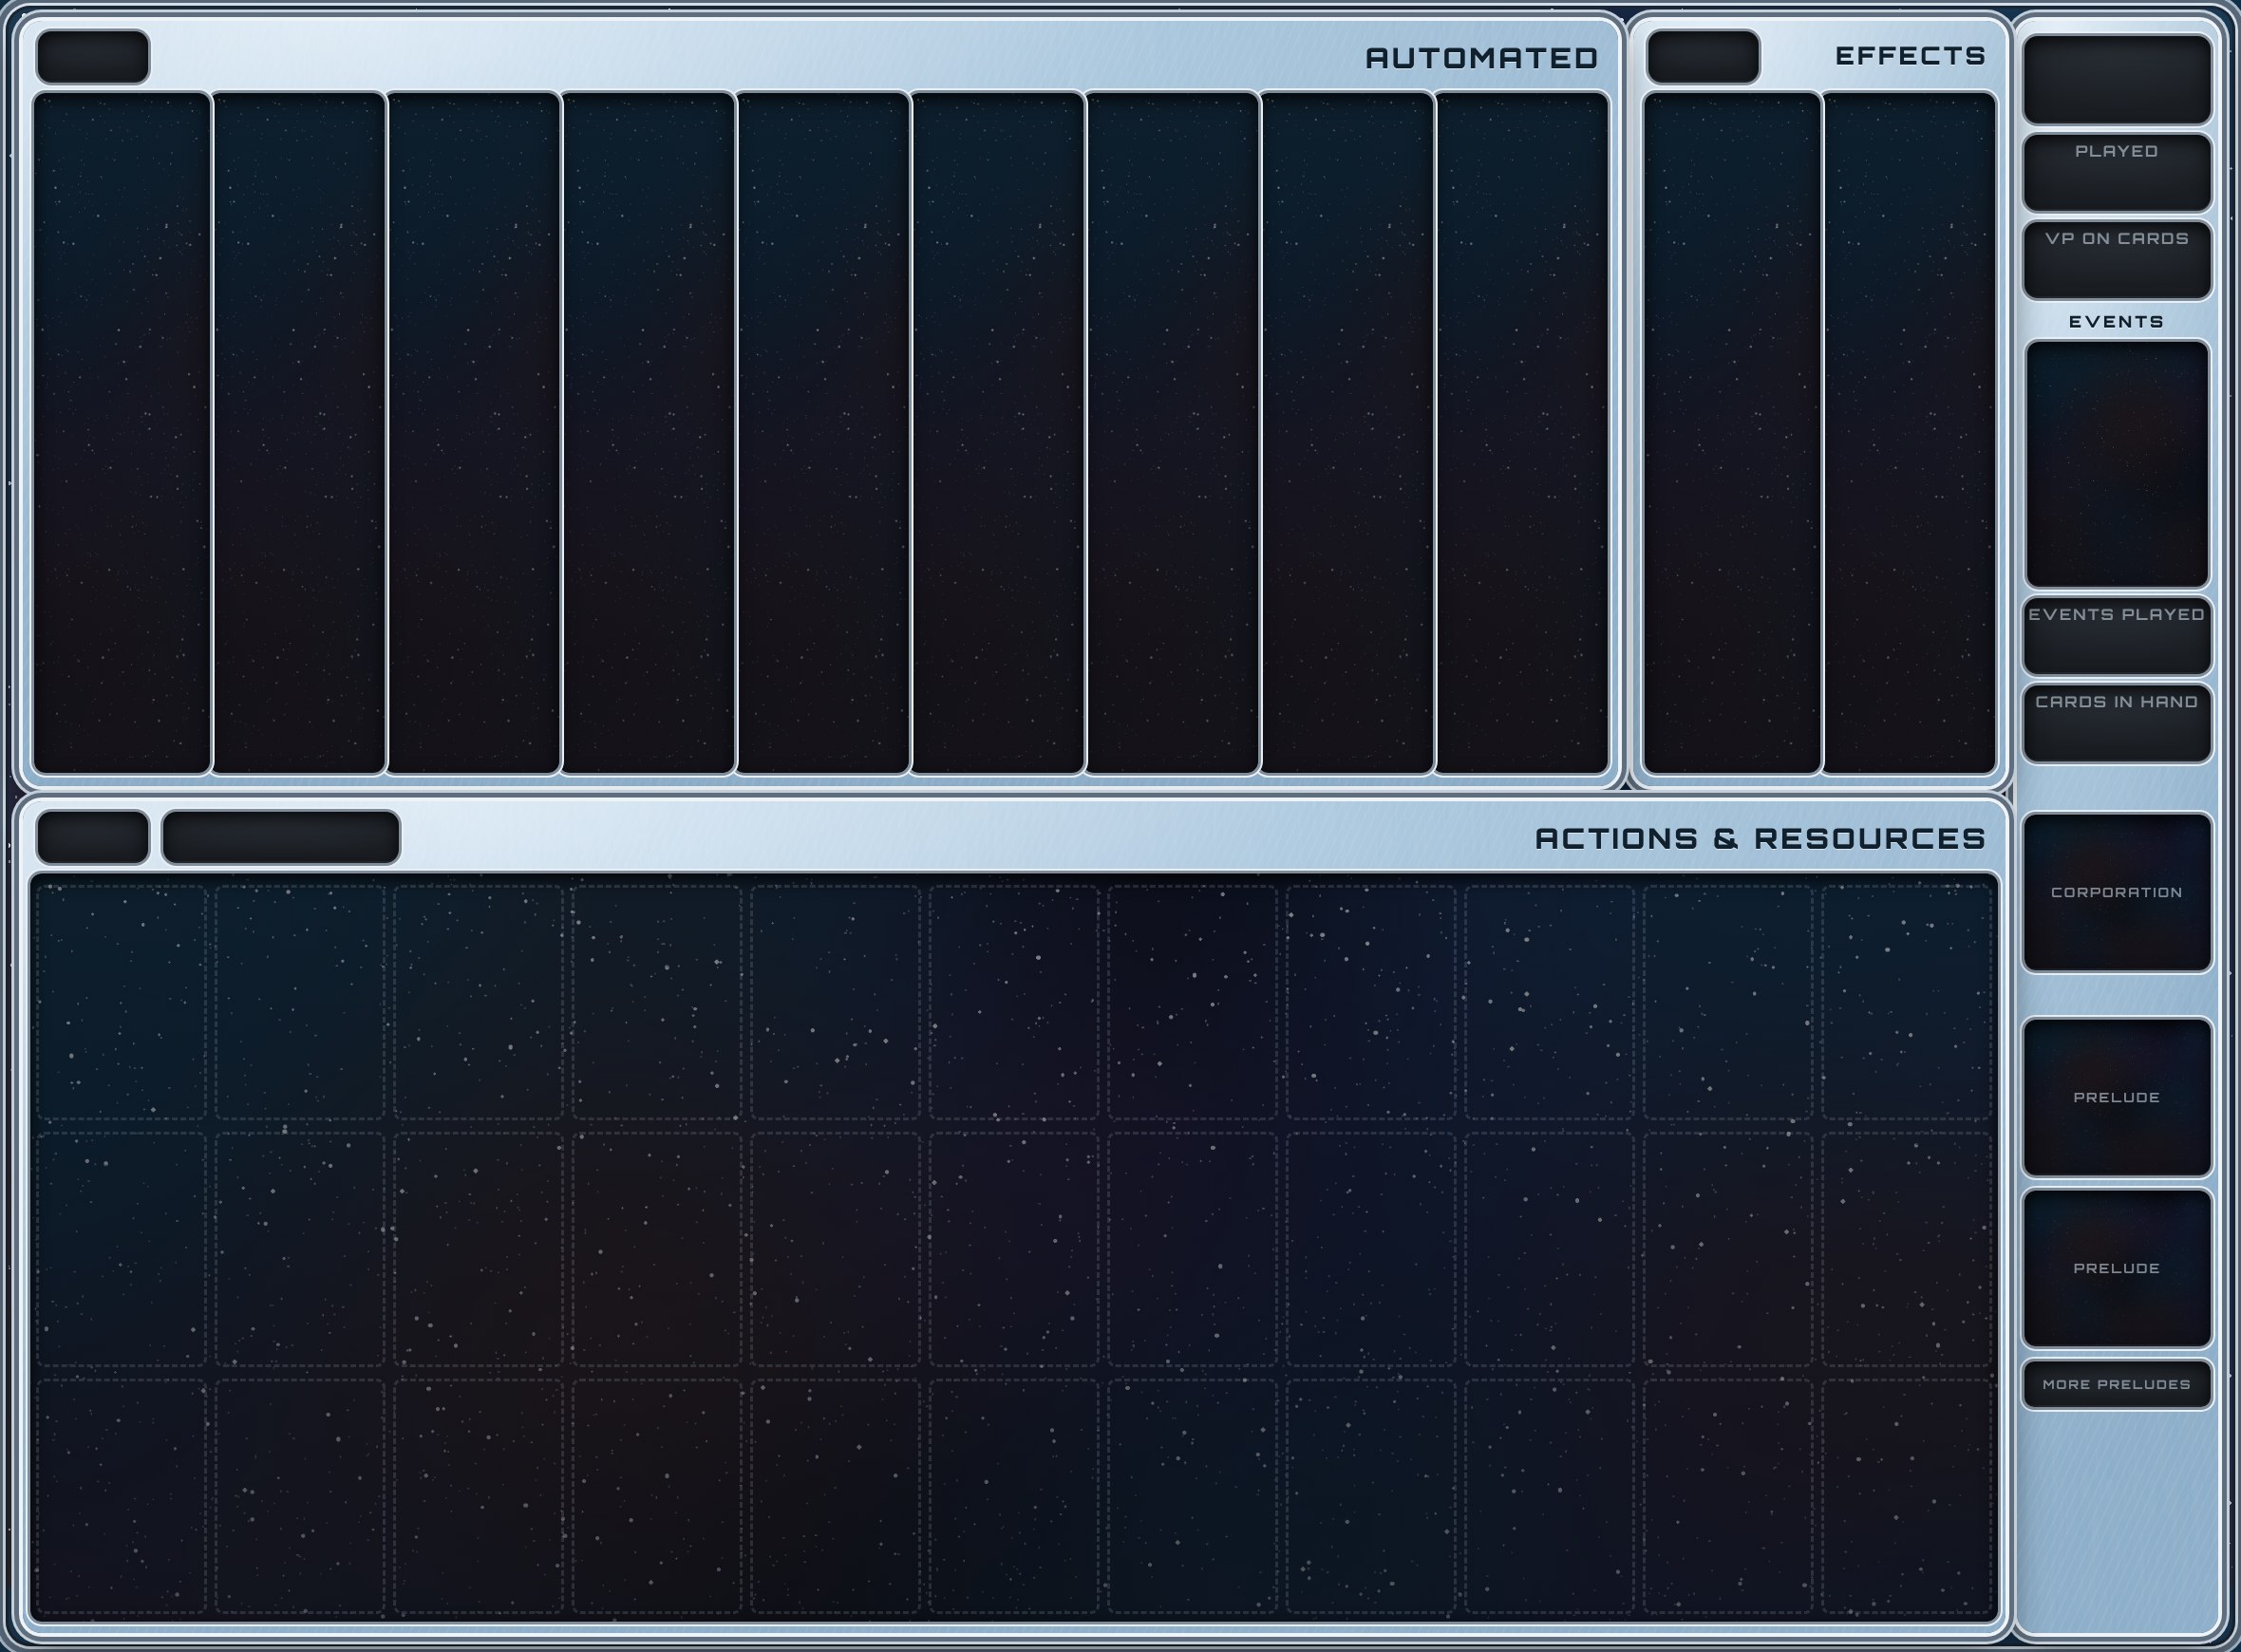 AUTOMATED
EFFECTS
PLAYED
VP ON CARDS
EVENTS
EVENTS PLAYED
CARDS IN HAND
ACTIONS & RESOURCES
CORPORATION
PRELUDE
PRELUDE
MORE PRELUDES